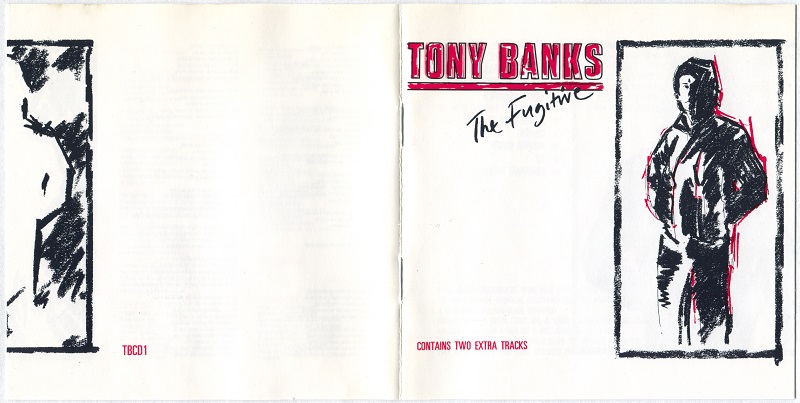 TBCD1
TONY BANKS
The Fugitive
CONTAINS TWO EXTRA TRACKS